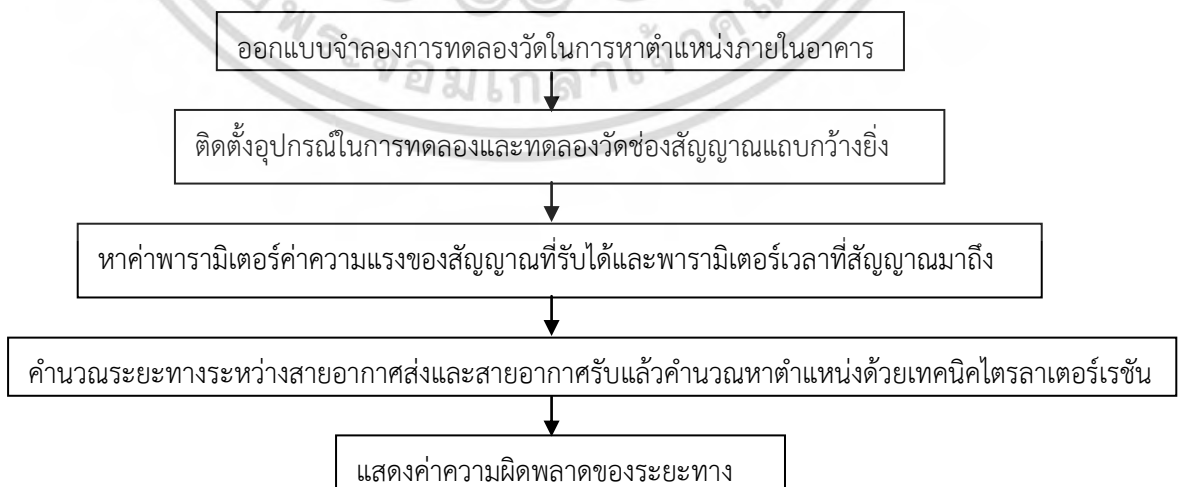 ออกแบบจำลองการทดลองวัดในการหาตำแหน่งภายในอาคาร
ติดตั้งอุปกรณ์ในการทดลองและทดลองวัดช่องสัญญาณแถบกว้างยิ่ง
หาค่าพารามิเตอร์ค่าความแรงของสัญญาณที่รับได้และพารามิเตอร์เวลาที่สัญญาณมาถึง
คำนวณระยะทางระหว่างสายอากาศส่งและสายอากาศรับแล้วคำนวณหาตำแหน่งด้วยเทคนิคไตรลาเตอร์เรชัน
แสดงค่าความผิดพลาดของระยะทาง